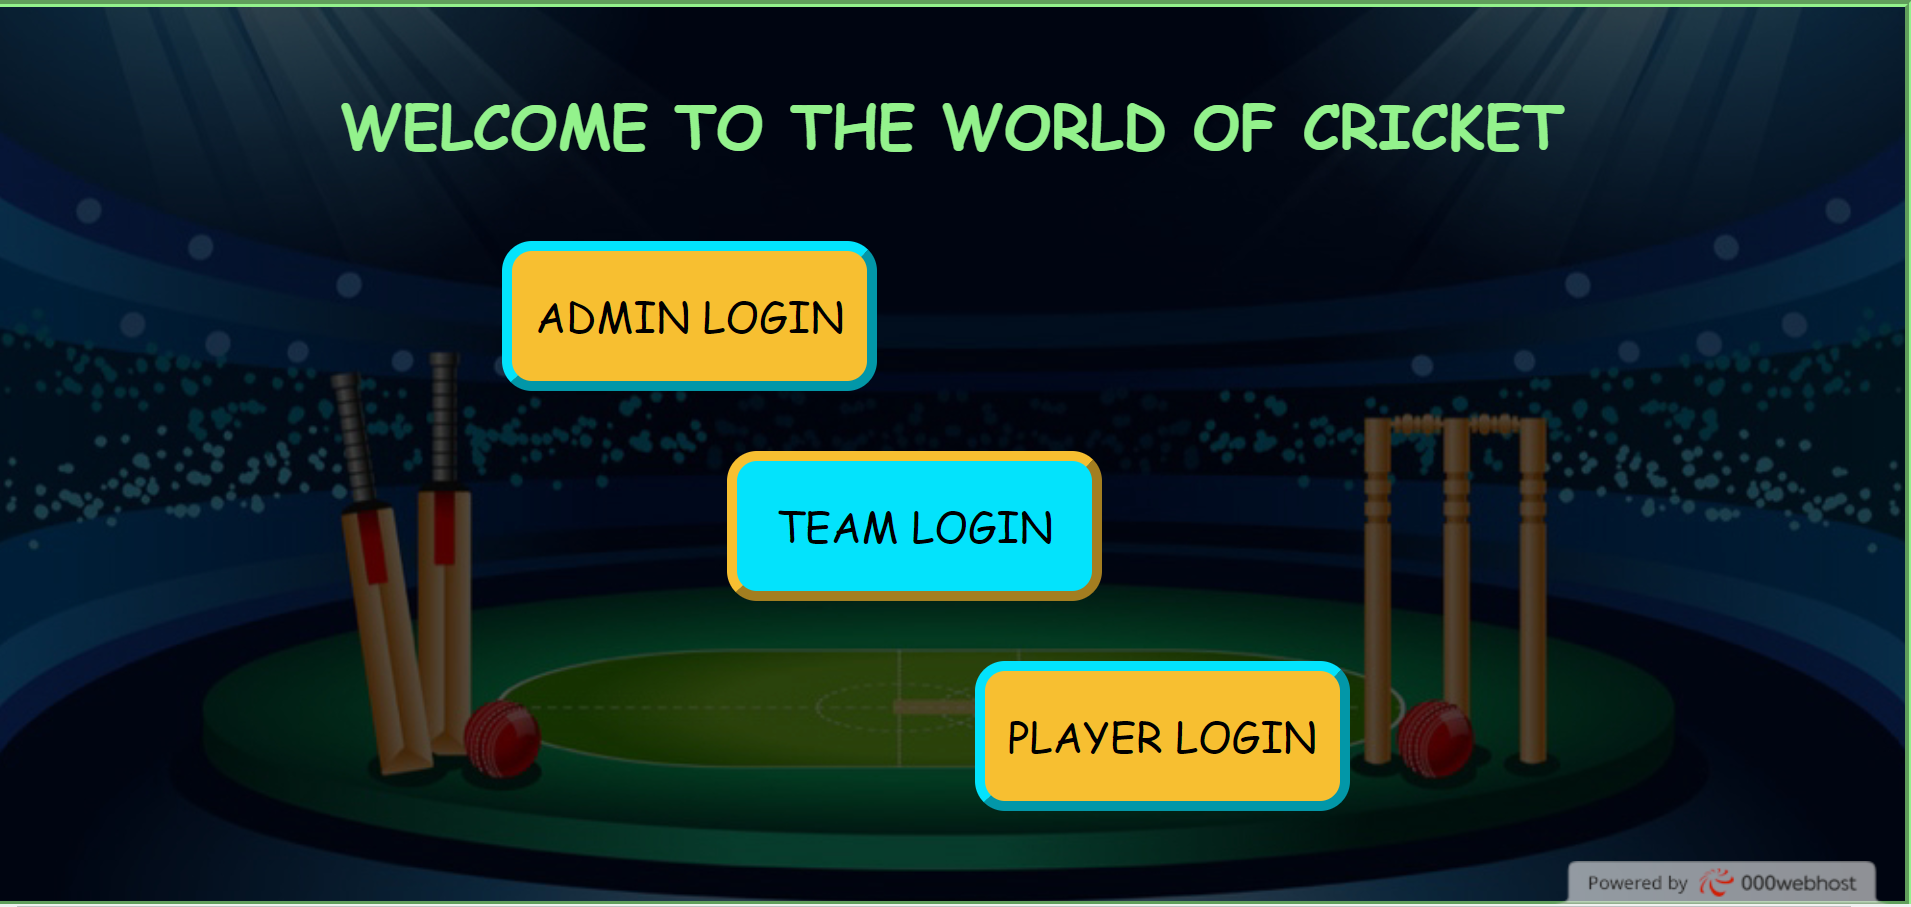 WELCOME TO THE WORLD OF CRICKET
ADMIN LOGIN
TEAM LOGIN
PLAYER LOGIN
Powered by 000webhost